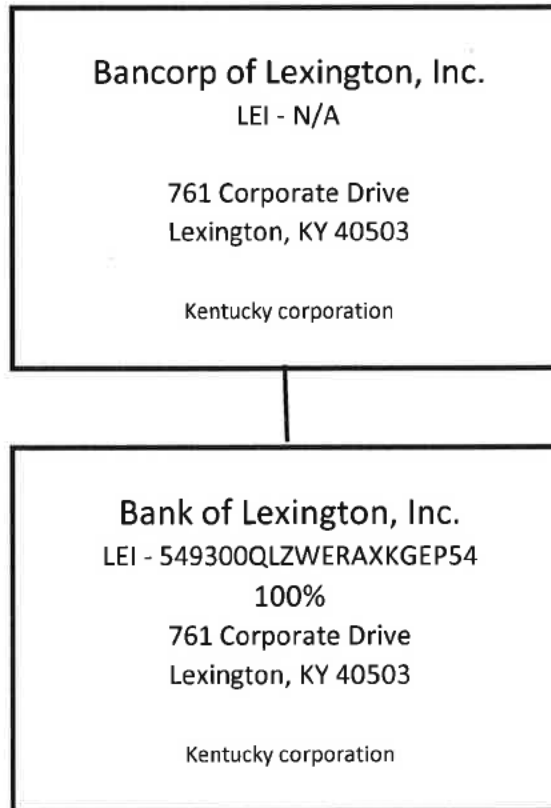 Bancorp of Lexington, Inc.
LEI - N/A
761 Corporate Drive
Lexington, KY 40503
Kentucky corporation
Bank of Lexington, Inc.
LEI - 549300QLZWERAXKGEP54
100%
761 Corporate Drive
Lexington, KY 40503
Kentucky corporation